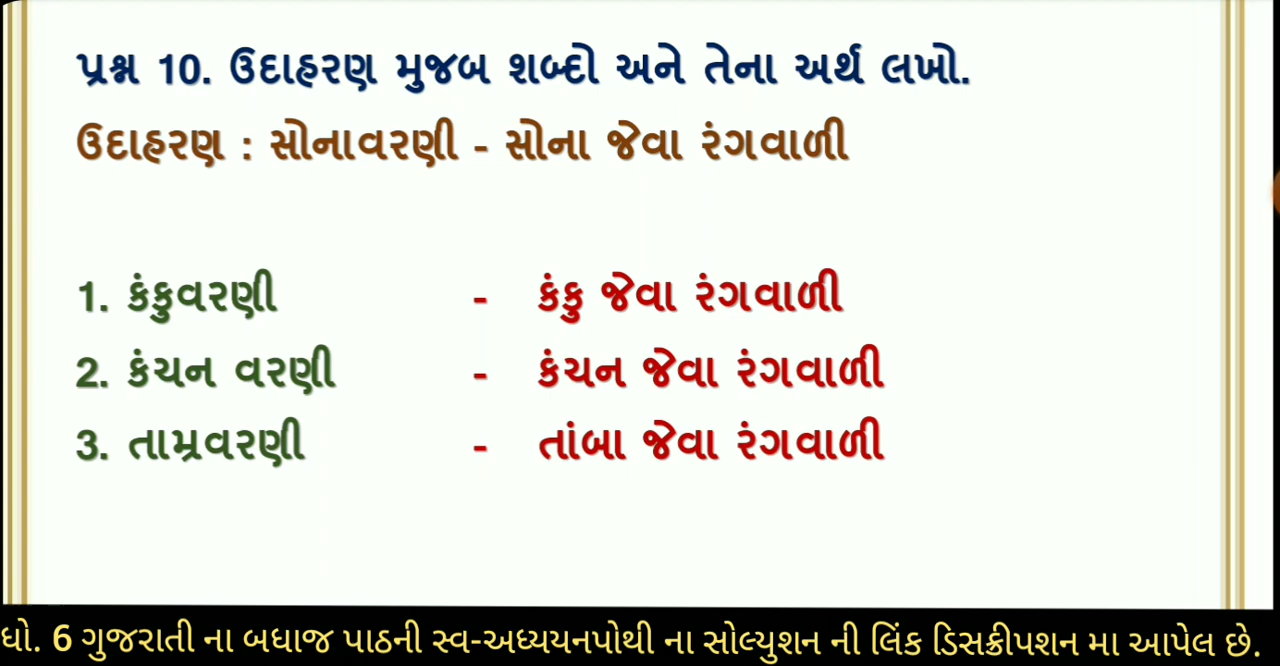 પ્રશ્ન 10. ઉદાહરણ મુજબ શબ્દો અને તેના અર્થ લખો.
ઉદાહરણ : સોનાવરણી - સોના જેવા રંગવાળી
1. કંકુવરણી - કંકુ જેવા રંગવાળી
2. કંચન વરણી - કંચન જેવા રંગવાળી
3. તામ્રવરણી - તાંબા જેવા રંગવાળી
ધો. 6 ગુજરાતી ના બધાજ પાઠની સ્વ-અધ્યયનપોથી ના સોલ્યુશન ની લિંક ડિસક્રીપશન મા આપેલ છે.